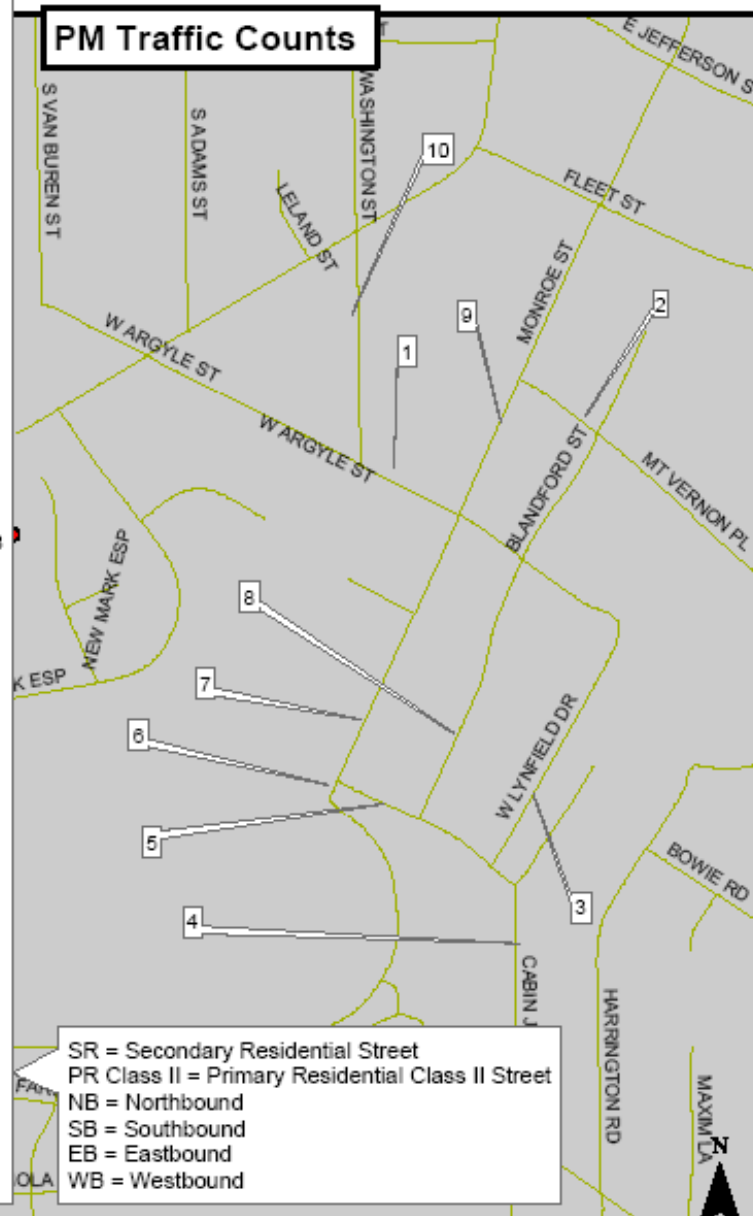 PM Traffic Counts
E JEFFERSON S
S VAN BUREN ST
S ADAMS ST
WASHINGTON ST
LELAND ST
10
FLEET ST
MONROE ST
9
2
1
W ARGYLE ST
W ARGYLE ST
BLANDFORD ST
MT VERNON PL
NEW MARK ESP
K ESP
8
7
6
5
W LYNFIELD DR
BOWIE RD
3
4
CABIN J
HARRINGTON RD
MAXIM LA
N
SR = Secondary Residential Street
PR Class II = Primary Residential Class II Street
NB = Northbound
SB = Southbound
EB = Eastbound
WB = Westbound
OLA